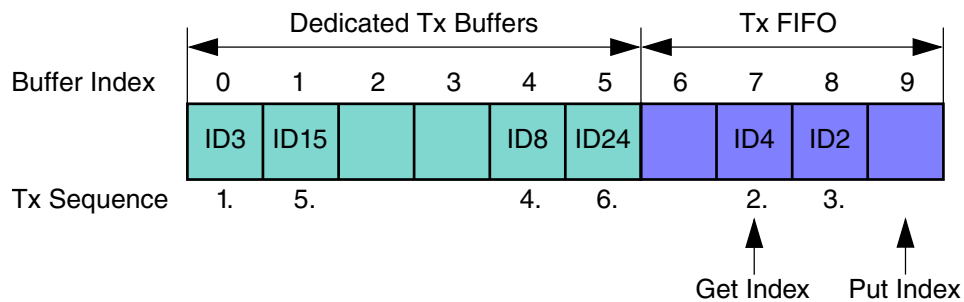 Dedicated Tx Buffers Tx FIFO
Buffer Index 0 1 2 3 4 5 6 7 8 9
ID3 ID15 ID8 ID24 ID4 ID2
Tx Sequence 1. 5. 4. 6. 2. 3.
Get Index Put Index